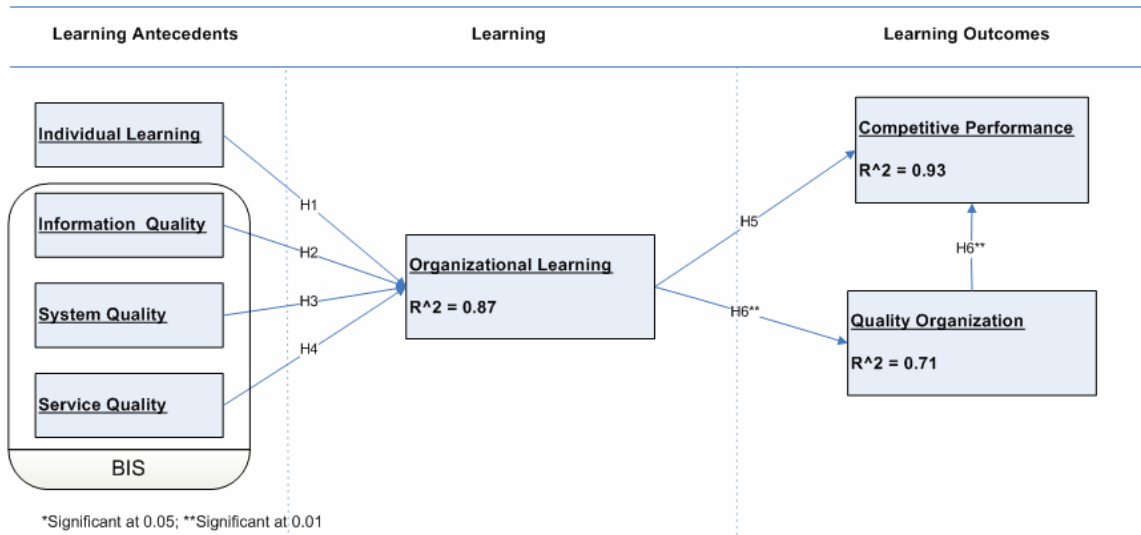 Learning Antecedents
Learning
Learning Outcomes
Individual Learning
Information Quality
System Quality
Service Quality
BIS
H1
H2
H3
H4
Organizational Learning
R^2 = 0.87
H5
H6**
Competitive Performance
R^2 = 0.93
H6**
Quality Organization
R^2 = 0.71
*Significant at 0.05; **Significant at 0.01